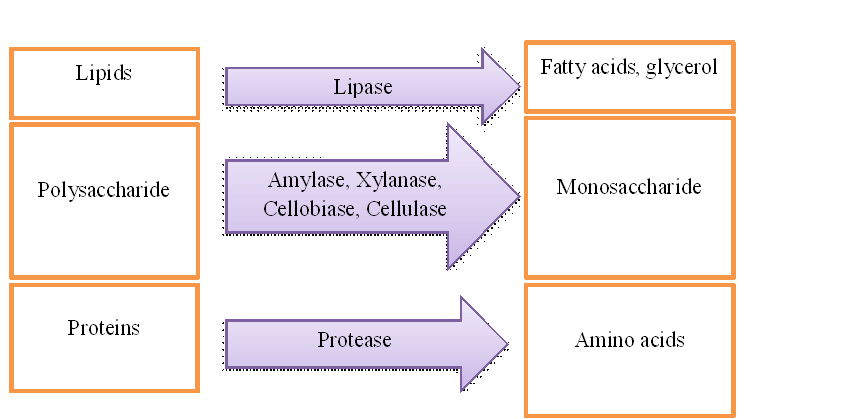 Lipids
Lipase
Fatty acids, glycerol
Polysaccharide
Amylase, Xylanase,
Cellobiase, Cellulase
Monosaccharide
Proteins
Protease
Amino acids